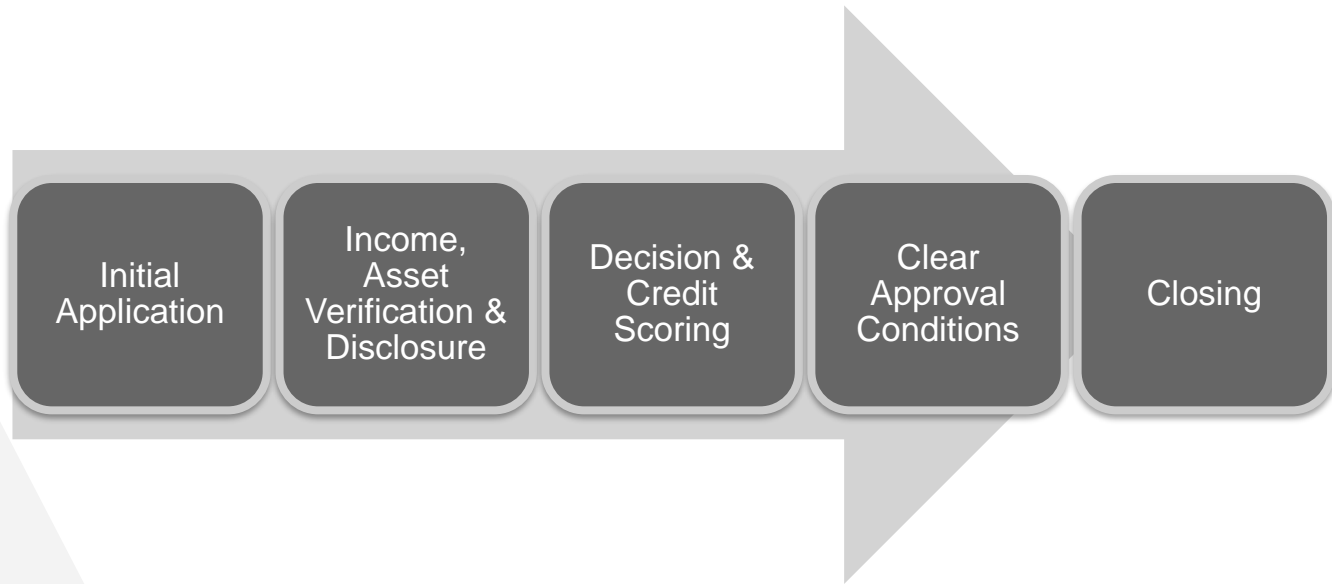 Initial
Application
Income,
Asset
Verification &
Disclosure
Decision &
Credit
Scoring
Clear
Approval
Conditions
Closing